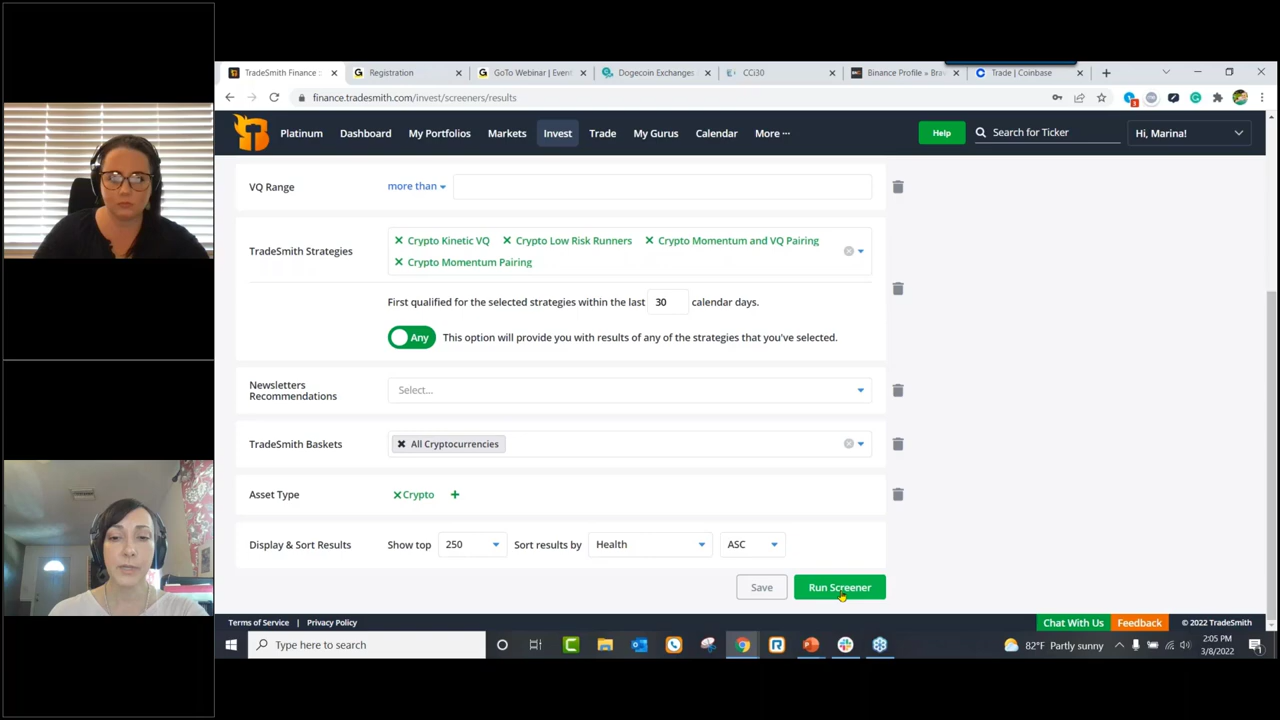 TradeSmith Finance ::
Registration
GoTo Webinar | Event
Dogecoin Exchanges
CCi30
Binance Profile » Brav
Trade | Coinbase
finance.tradesmith.com/invest/screeners/results
Platinum
Dashboard
My Portfolios
Markets
Invest
Trade
My Gurus
Calendar
More ···
Help
Search for Ticker
Hi, Marina!
VQ Range
more than
TradeSmith Strategies
Crypto Kinetic VQ
Crypto Low Risk Runners
Crypto Momentum and VQ Pairing
Crypto Momentum Pairing
First qualified for the selected strategies within the last 30 calendar days.
Any
This option will provide you with results of any of the strategies that you've selected.
Newsletters
Recommendations
Select...
TradeSmith Baskets
All Cryptocurrencies
Asset Type
Crypto
Display & Sort Results
Show top
250
Sort results by
Health
ASC
Save
Run Screener
Terms of Service | Privacy Policy
Chat With Us
Feedback
© 2022 TradeSmith
Type here to search
82°F Partly sunny
2:05 PM
3/8/2022